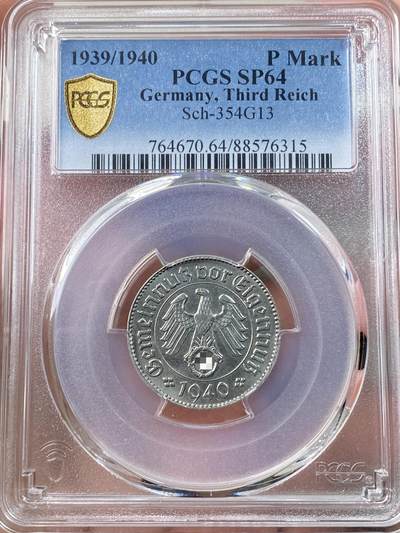 1939/1940 P Mark
PCGS SP64
Germany, Third Reich
Sch-354G13
764670.64/88576315
PCGS
Gemeinnutz vor Eigennutz
1940
PCGS